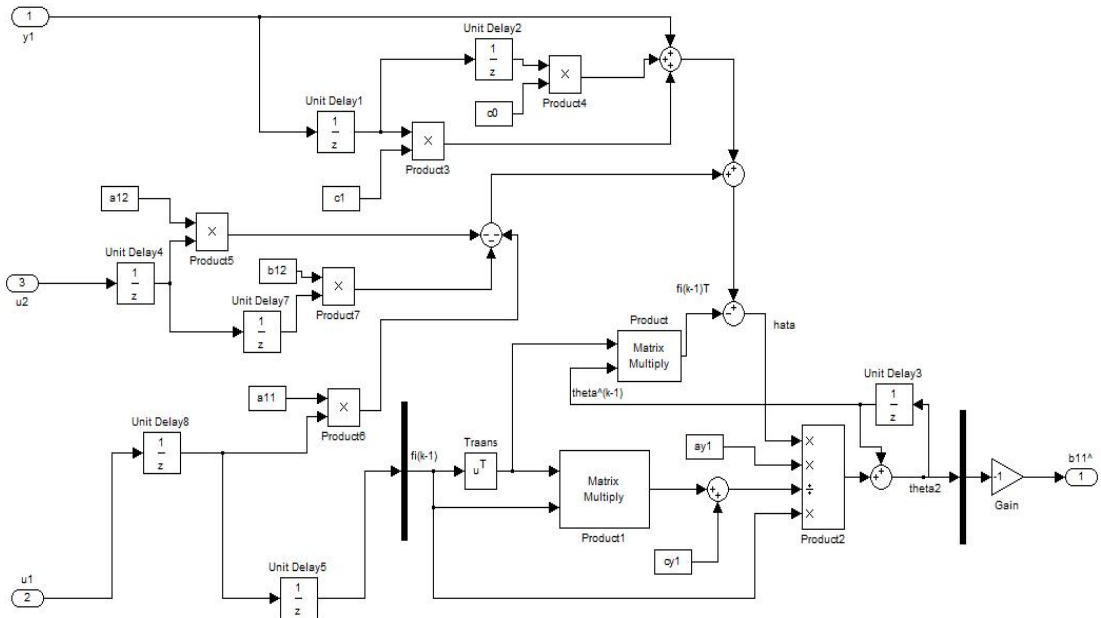 1
y1
Unit Delay2
1
z
×
Product4
c0
Unit Delay1
1
z
×
Product3
c1
a12
×
Product5
Unit Delay4
1
z
3
u2
b12
×
Product7
Unit Delay7
1
z
a11
×
Product6
Unit Delay8
1
z
fi(k-1)T
Product
Matrix
Multiply
hata
theta^(k-1)
Unit Delay3
1
z
fi(k-1)
Traans
uT
Matrix
Multiply
Product1
ay1
cy1
×
×
÷
×
Product2
theta2
-1
Gain
b11^
1
u1
2
Unit Delay5
1
z